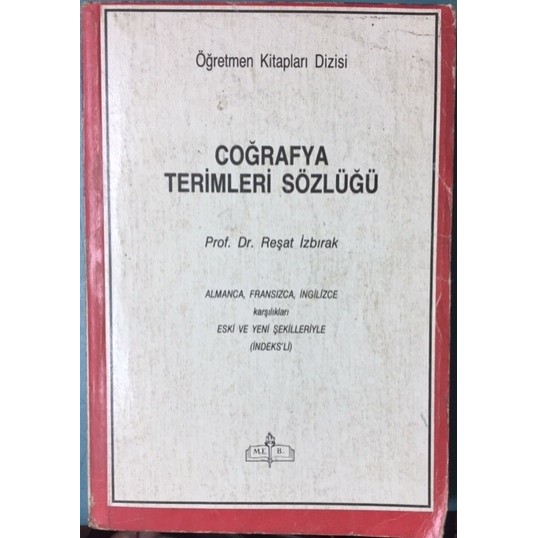 Öğretmen Kitapları Dizisi
COĞRAFYA
TERİMLERİ SÖZLÜĞÜ
Prof. Dr. Reşat İzbırak
ALMANCA, FRANSIZCA, İNGİLİZCE
karşılıkları
ESKİ VE YENİ ŞEKİLLERİYLE
(İNDEKS'Lİ)
M.E. B.